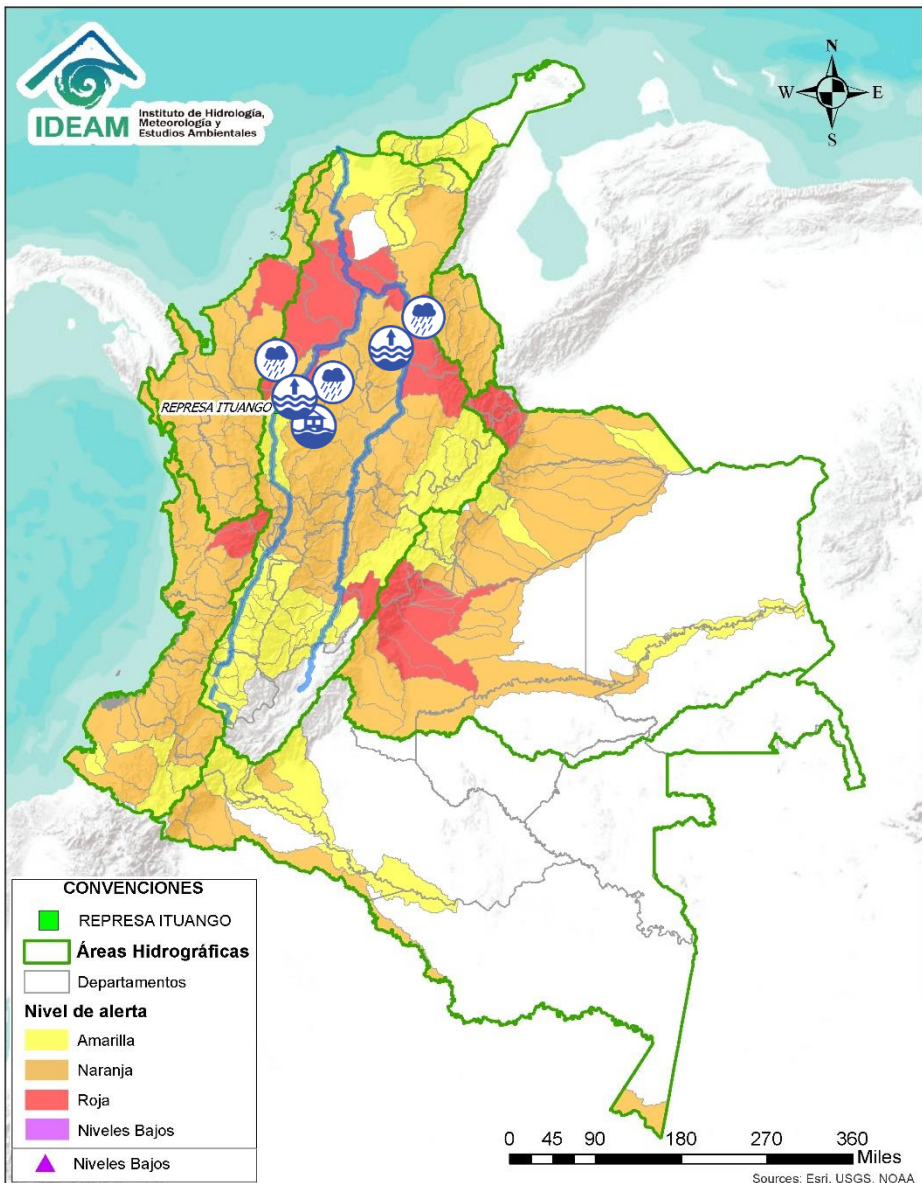 IDEAM
Instituto de Hidrología,
Meteorología y
Estudios Ambientales
N
W
E
S
REPRESA ITUANGO
CONVENCIONES
REPRESA ITUANGO
Áreas Hidrográficas
Departamentos
Nivel de alerta
Amarilla
Naranja
Roja
Niveles Bajos
Niveles Bajos
0 45 90 180 270 360
Miles
Sources: Esri, USGS, NOAA